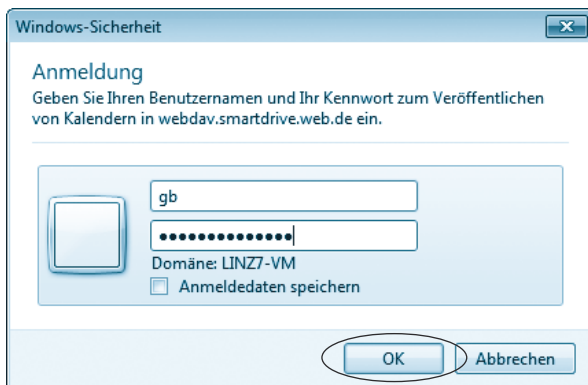 Windows-Sicherheit
Anmeldung
Geben Sie Ihren Benutzernamen und Ihr Kennwort zum Veröffentlichen
von Kalendern in webdav.smartdrive.web.de ein.
gb
●●●●●●●●●●●●●●
Domäne: LINZ7-VM
Anmeldedaten speichern
OK
Abbrechen